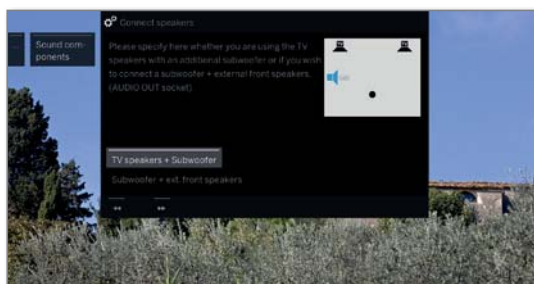 Connect speakers
Sound com-
ponents
Please specify here whether you are using the TV
speakers with an additional subwoofer or if you wish
to connect a subwoofer + external front speakers.
(AUDIO OUT socket)
TV speakers + Subwoofer
Subwoofer + ext. front speakers